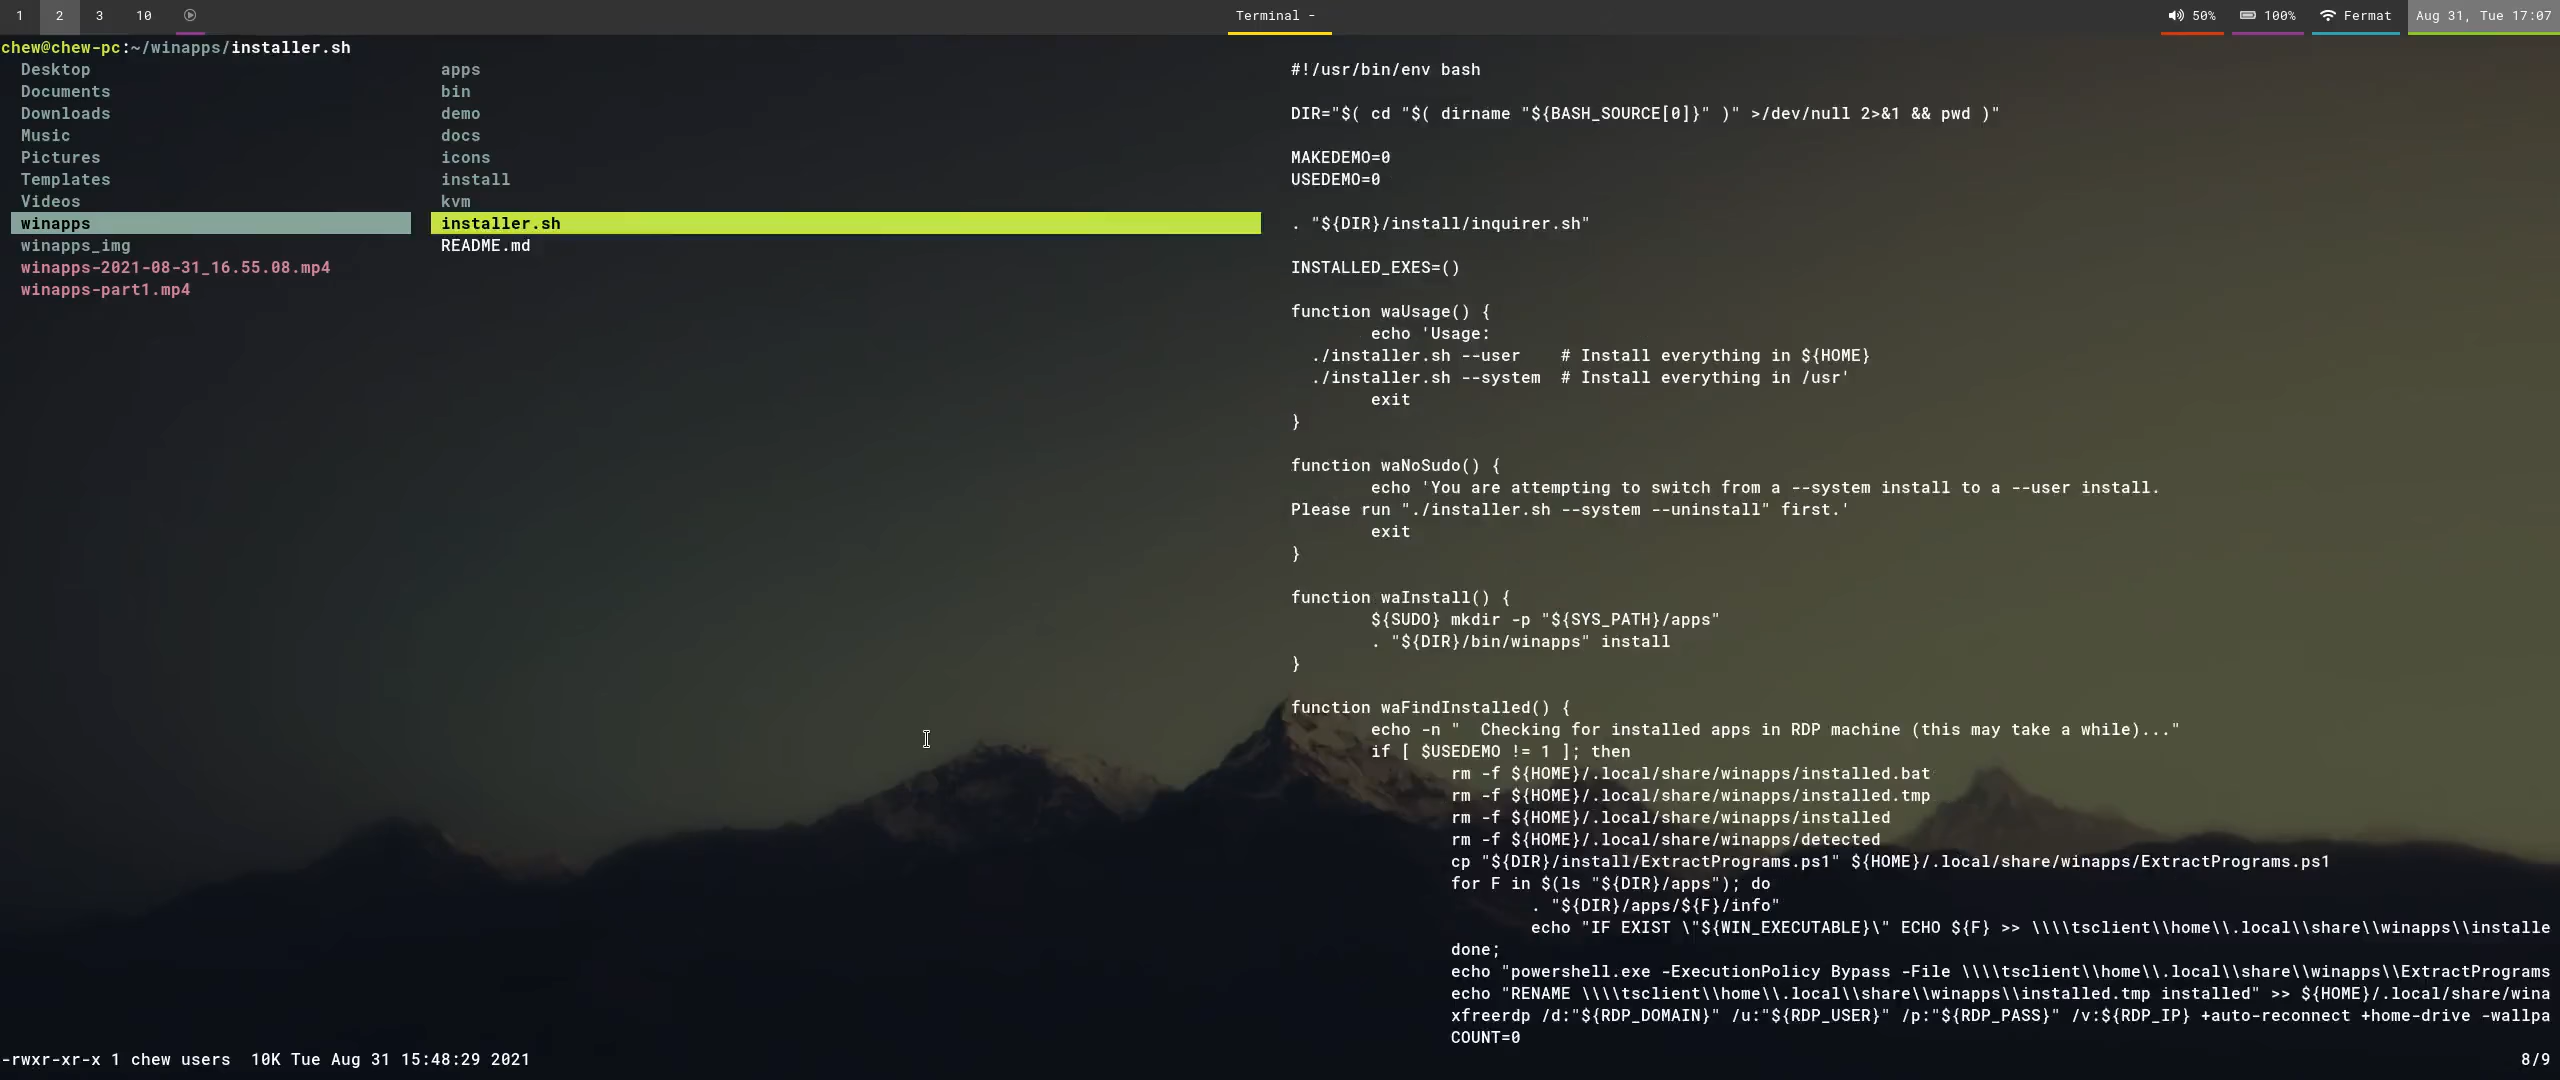 1 2 3 10
Terminal -
50% 100% Fermat Aug 31, Tue 17:07
chew@chew-pc:~/winapps/installer.sh
Desktop
Documents
Downloads
Music
Pictures
Templates
Videos
winapps
winapps_img
winapps-2021-08-31_16.55.08.mp4
winapps-part1.mp4
apps
bin
demo
docs
icons
install
kvm
installer.sh
README.md
#!/usr/bin/env bash
DIR="$( cd "$( dirname "${BASH_SOURCE[0]}" )" >/dev/null 2>&1 && pwd )"
MAKEDEMO=0
USEDEMO=0
. "${DIR}/install/inquirer.sh"
INSTALLED_EXES=()
function waUsage() {
echo 'Usage:
./installer.sh --user    # Install everything in ${HOME}
./installer.sh --system  # Install everything in /usr'
exit
}
function waNoSudo() {
echo 'You are attempting to switch from a --system install to a --user install.
Please run "./installer.sh --system --uninstall" first.'
exit
}
function waInstall() {
${SUDO} mkdir -p "${SYS_PATH}/apps"
. "${DIR}/bin/winapps" install
}
function waFindInstalled() {
echo -n "  Checking for installed apps in RDP machine (this may take a while)..."
if [ $USEDEMO != 1 ]; then
rm -f ${HOME}/.local/share/winapps/installed.bat
rm -f ${HOME}/.local/share/winapps/installed.tmp
rm -f ${HOME}/.local/share/winapps/installed
rm -f ${HOME}/.local/share/winapps/detected
cp "${DIR}/install/ExtractPrograms.ps1" ${HOME}/.local/share/winapps/ExtractPrograms.ps1
for F in $(ls "${DIR}/apps"); do
. "${DIR}/apps/${F}/info"
echo "IF EXIST \"${WIN_EXECUTABLE}\" ECHO ${F} >> \\\\tsclient\\home\\.local\\share\\winapps\\installe
done;
echo "powershell.exe -ExecutionPolicy Bypass -File \\\\tsclient\\home\\.local\\share\\winapps\\ExtractPrograms
echo "RENAME \\\\tsclient\\home\\.local\\share\\winapps\\installed.tmp installed" >> ${HOME}/.local/share/wina
xfreerdp /d:"${RDP_DOMAIN}" /u:"${RDP_USER}" /p:"${RDP_PASS}" /v:${RDP_IP} +auto-reconnect +home-drive -wallpa
COUNT=0
-rwxr-xr-x 1 chew users  10K Tue Aug 31 15:48:29 2021
8/9